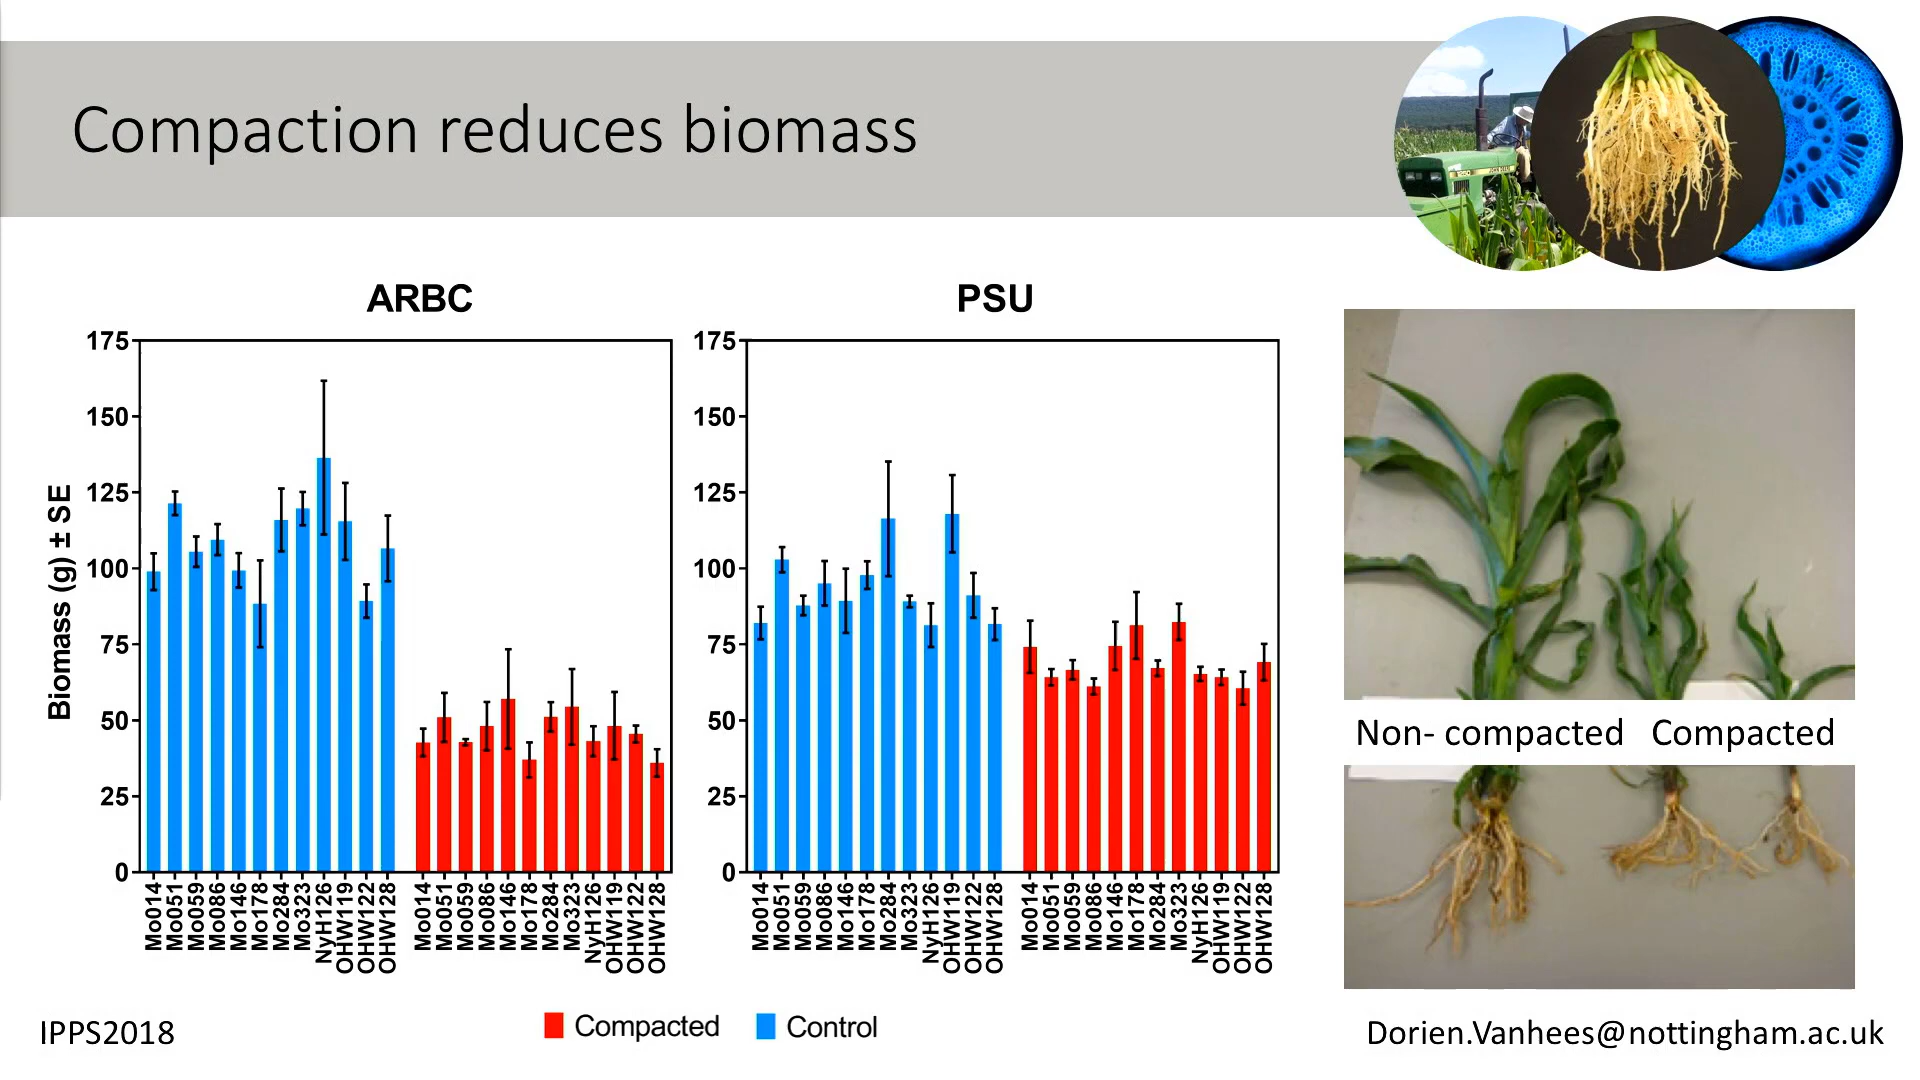 Compaction reduces biomass
ARBC
PSU
Biomass (g) ± SE
175
150
125
100
75
50
25
0
175
150
125
100
75
50
25
0
Mo014
Mo051
Mo059
Mo086
Mo146
Mo178
Mo284
Mo323
NyH126
OHW119
OHW122
OHW128
Mo014
Mo051
Mo059
Mo086
Mo146
Mo178
Mo284
Mo323
NyH126
OHW119
OHW122
OHW128
Mo014
Mo051
Mo059
Mo086
Mo146
Mo178
Mo284
Mo323
NyH126
OHW119
OHW122
OHW128
Mo014
Mo051
Mo059
Mo086
Mo146
Mo178
Mo284
Mo323
NyH126
OHW119
OHW122
OHW128
Compacted
Control
Non- compacted
Compacted
IPPS2018
Dorien.Vanhees@nottingham.ac.uk